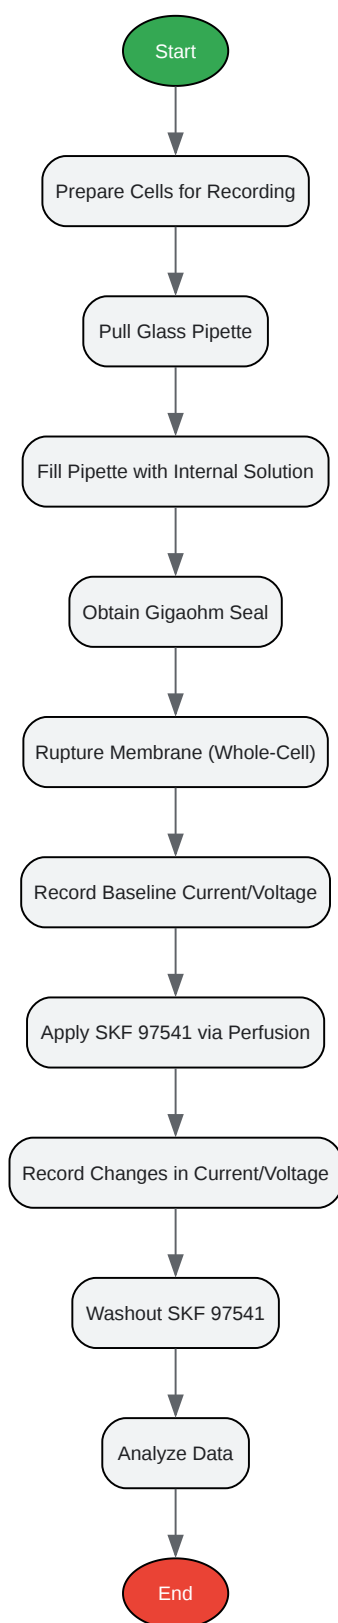 Start
Prepare Cells for Recording
Pull Glass Pipette
Fill Pipette with Internal Solution
Obtain Gigaohm Seal
Rupture Membrane (Whole-Cell)
Record Baseline Current/Voltage
Apply SKF 97541 via Perfusion
Record Changes in Current/Voltage
Washout SKF 97541
Analyze Data
End